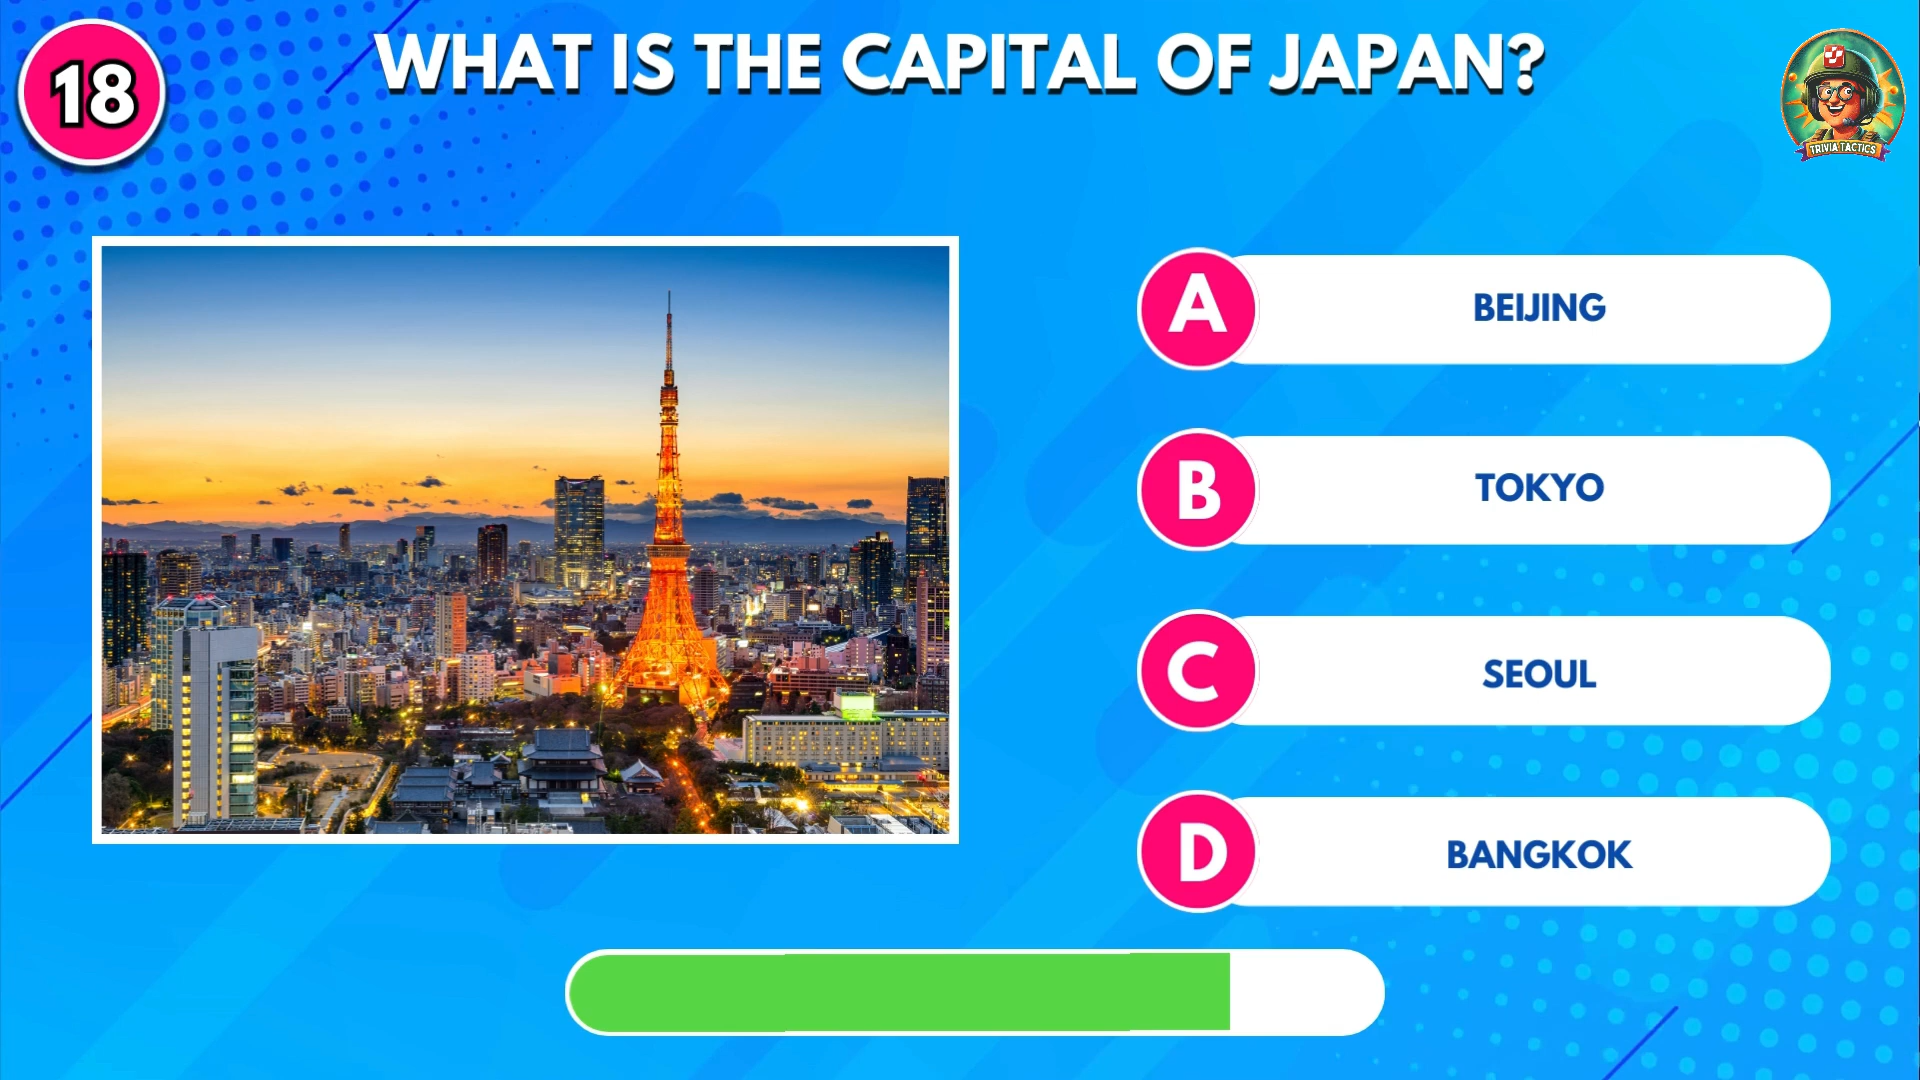 18
WHAT IS THE CAPITAL OF JAPAN?
TRIVIA TACTICS
A
BEIJING
B
TOKYO
C
SEOUL
D
BANGKOK